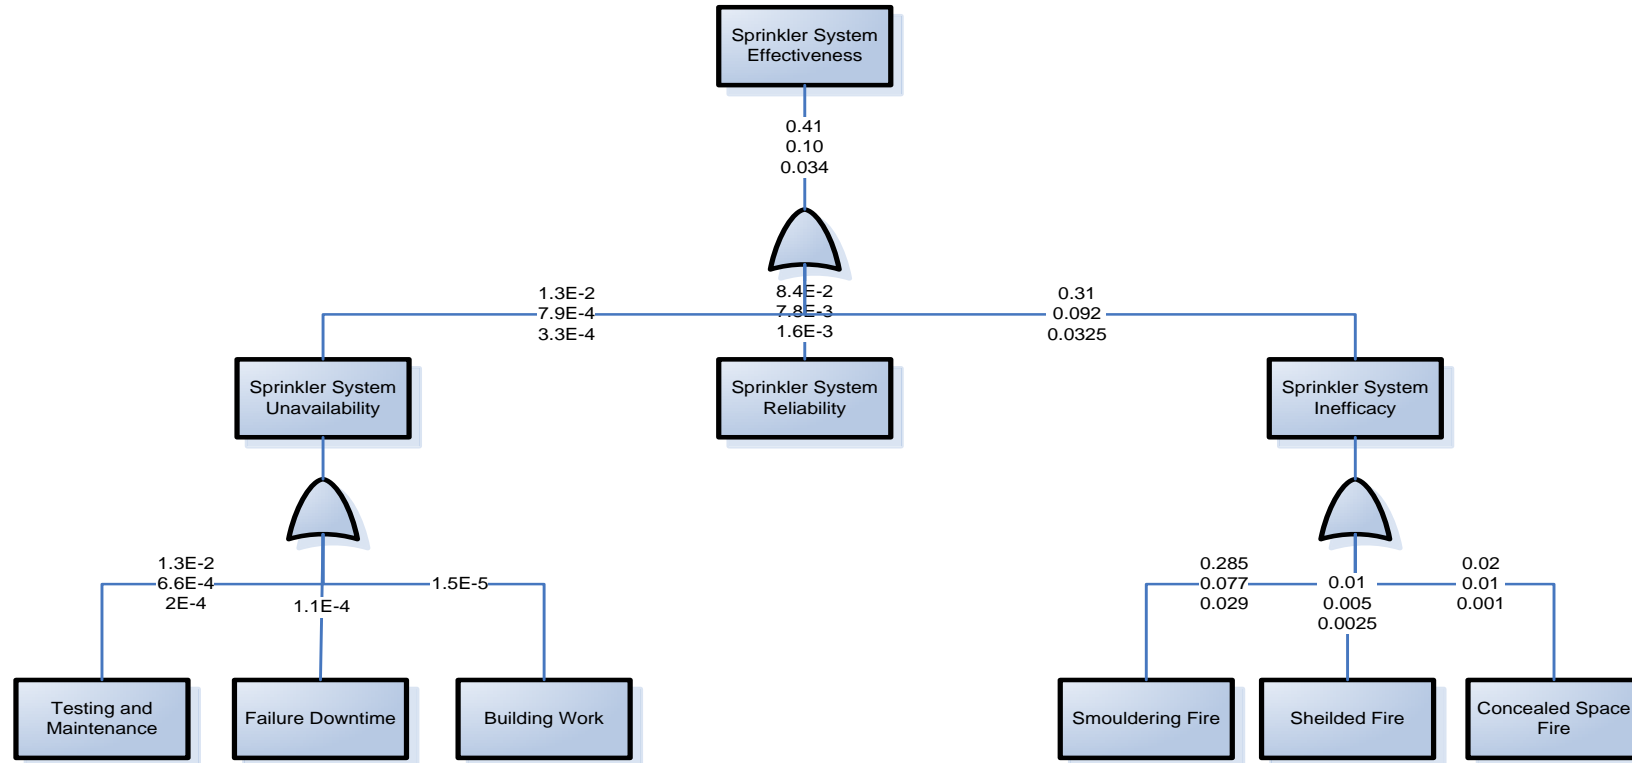 Sprinkler System
Effectiveness
0.41
0.10
0.034
1.3E-2
7.9E-4
3.3E-4
8.4E-2
7.8E-3
1.6E-3
0.31
0.092
0.0325
Sprinkler System
Unavailability
Sprinkler System
Reliability
Sprinkler System
Inefficacy
1.3E-2
6.6E-4
2E-4
1.1E-4
1.5E-5
0.285
0.077
0.029
0.01
0.005
0.0025
0.02
0.01
0.001
Testing and
Maintenance
Failure Downtime
Building Work
Smouldering Fire
Sheilded Fire
Concealed Space
Fire